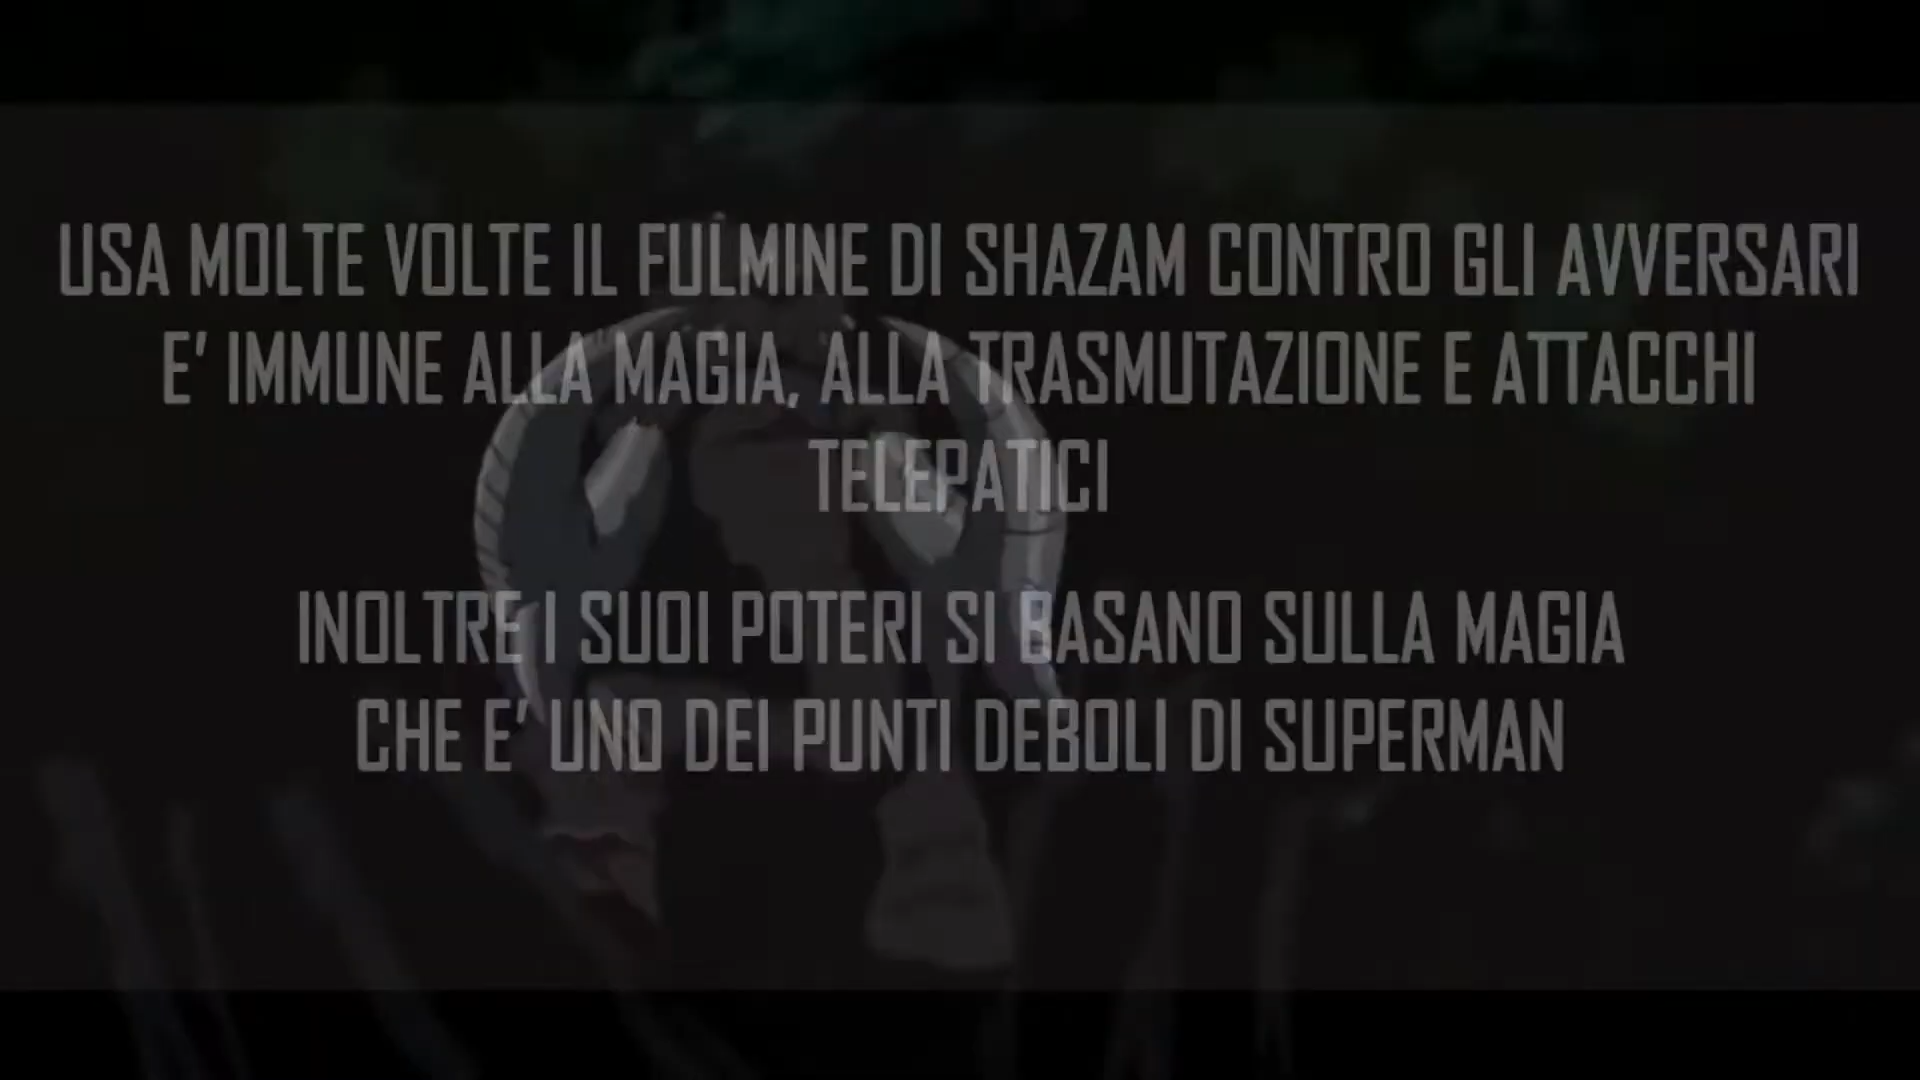 USA MOLTE VOLTE IL FULMINE DI SHAZAM CONTRO GLI AVVERSARI
E' IMMUNE ALLA MAGIA, ALLA TRASMUTAZIONE E ATTACCHI
TELEPATICI
INOLTRE I SUOI POTERI SI BASANO SULLA MAGIA
CHE E' UNO DEI PUNTI DEBOLI DI SUPERMAN